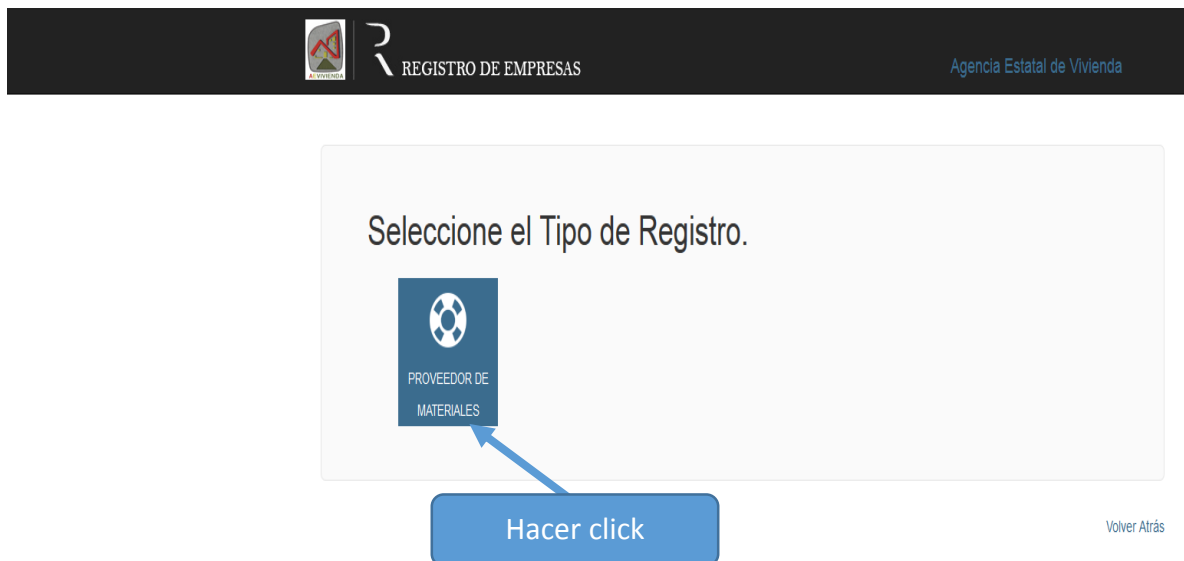 AEVIVIENDA
REGISTRO DE EMPRESAS
Agencia Estatal de Vivienda
Seleccione el Tipo de Registro.
PROVEEDOR DE
MATERIALES
Hacer click
Volver Atrás